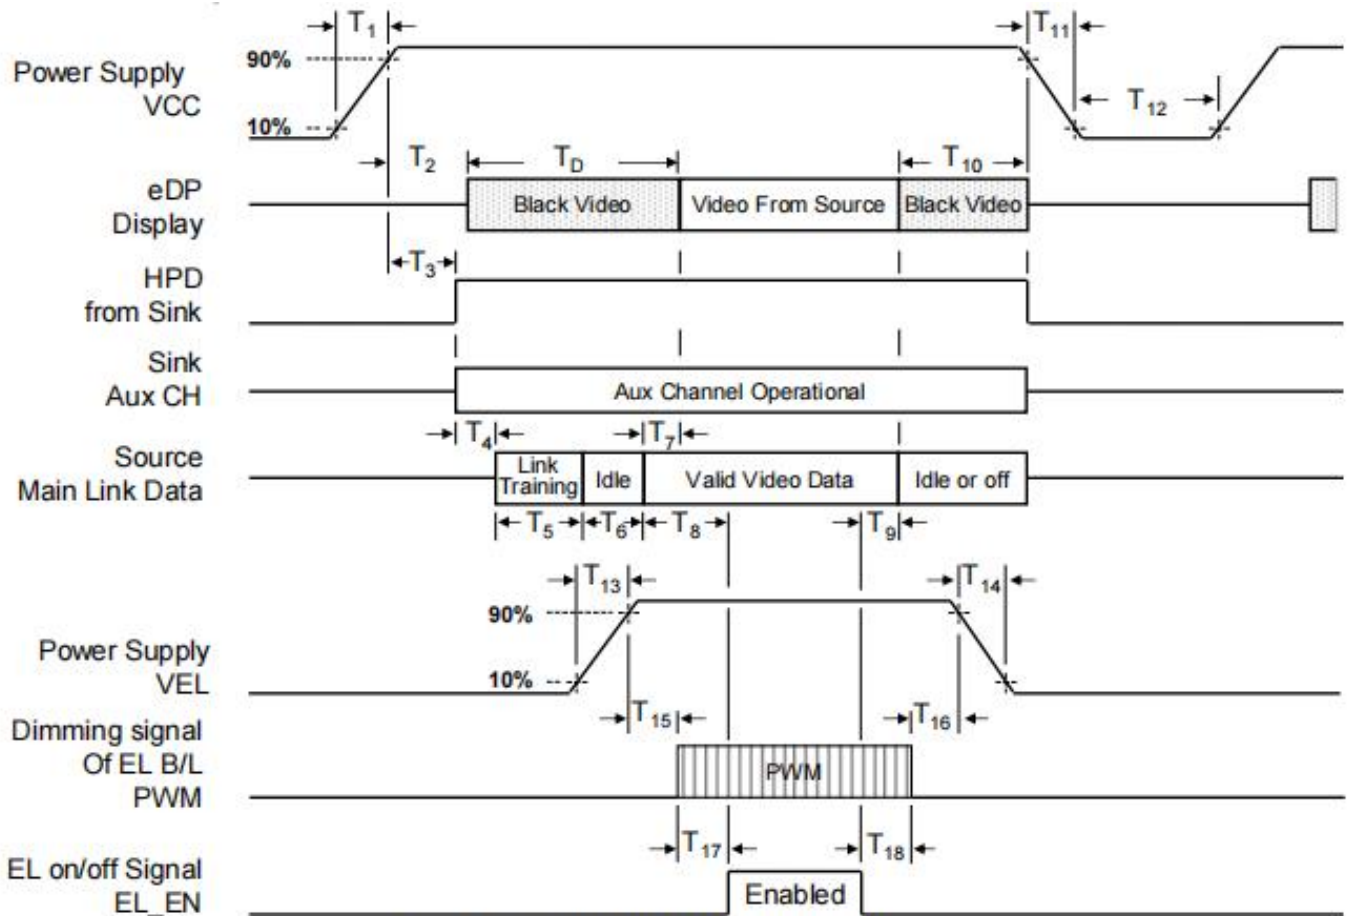 T1
T11
90%
Power Supply
VCC
T12
10%
T2
TD
T10
eDP
Display
Black Video
Video From Source
Black Video
T3
HPD
from Sink
Sink
Aux CH
Aux Channel Operational
T4
T7
Source
Main Link Data
Link
Training
Idle
Valid Video Data
Idle or off
T5
T6
T8
T9
T13
T14
90%
Power Supply
VEL
10%
T15
T16
Dimming signal
Of EL B/L
PWM
PWM
T17
T18
EL on/off Signal
EL_EN
Enabled